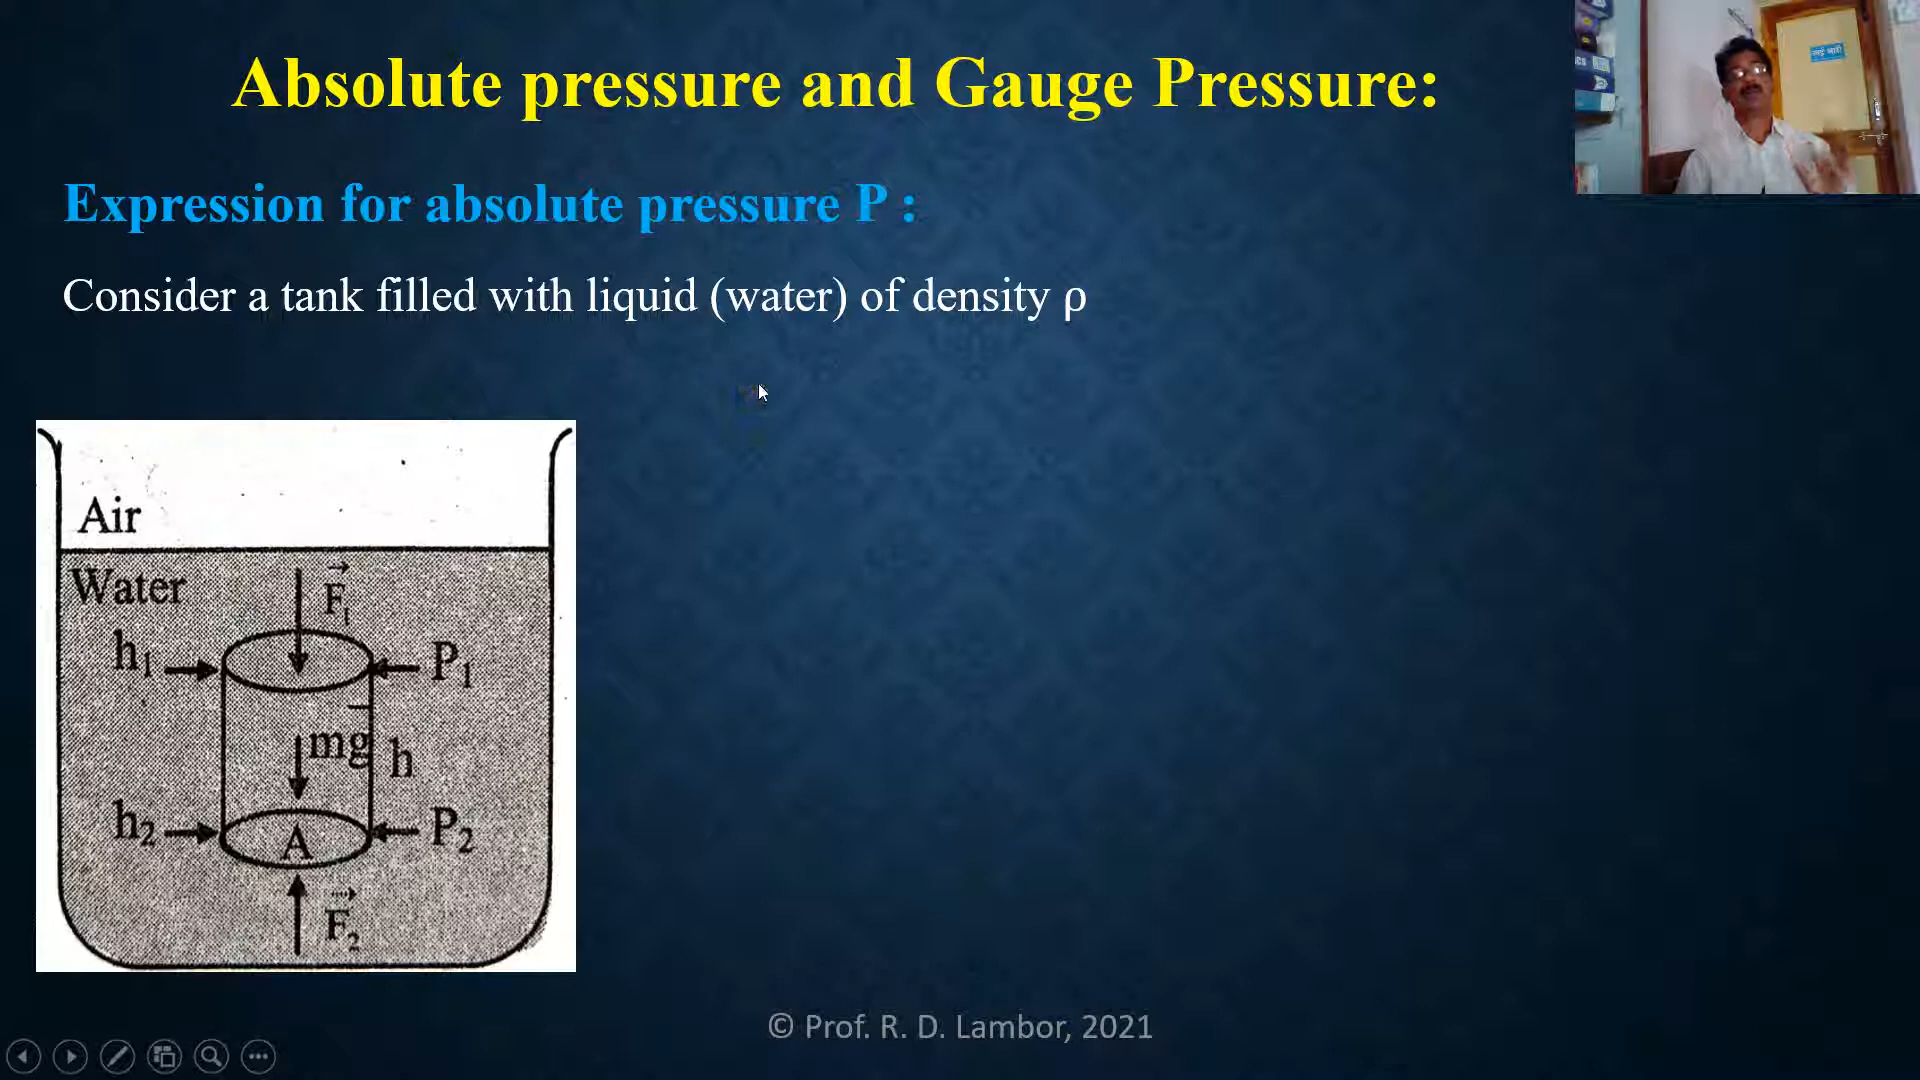 Absolute pressure and Gauge Pressure:
Expression for absolute pressure P :
Consider a tank filled with liquid (water) of density ρ
Air
Water
F₁
h₁
P₁
mg
h
h₂
A
P₂
F₂
© Prof. R. D. Lambor, 2021